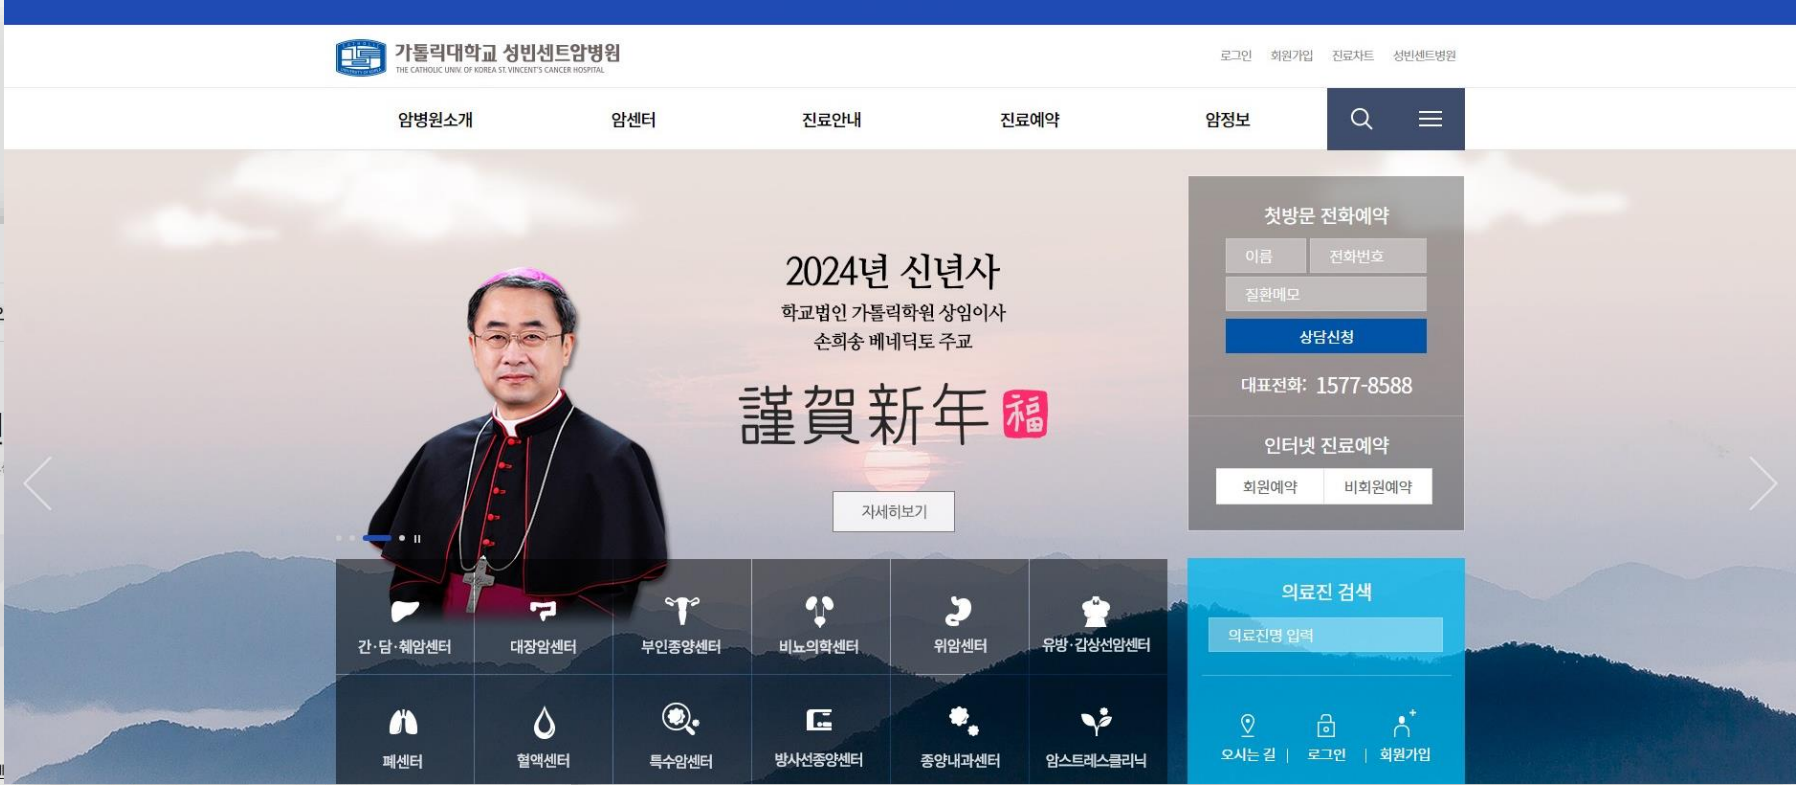 가톨릭대학교 성빈센트암병원
THE CATHOLIC UNIV. OF KOREA ST. VINCENT'S CANCER HOSPITAL
로그인 회원가입 진료차트 성빈센트병원
암병원소개 암센터 진료안내 진료예약 암정보
2024년 신년사
학교법인 가톨릭학원 상임이사
손희송 베네딕토 주교
謹賀新年 福
자세히보기
첫방문 전화예약
이름 전화번호
질환메모
상담신청
대표전화: 1577-8588
인터넷 진료예약
회원예약 비회원예약
간·담·췌암센터 대장암센터 부인종양센터 비뇨의학센터 위암센터 유방·갑상선암센터
폐센터 혈액센터 특수암센터 방사선종양센터 종양내과센터 암스트레스클리닉
의료진 검색
의료진명 입력
오시는 길 | 로그인 | 회원가입